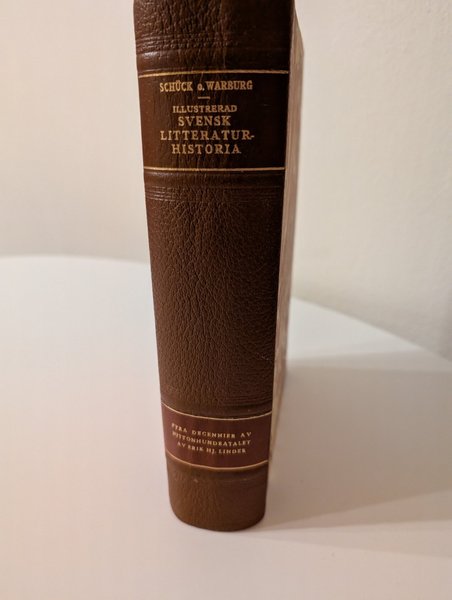 SCHÜCK o. WARBURG
ILLUSTRERAD
SVENSK
LITTERATUR-
HISTORIA
FYRA DECENNIER AV
NITTONHUNDRATALET
AV ERIK HJ. LINDER